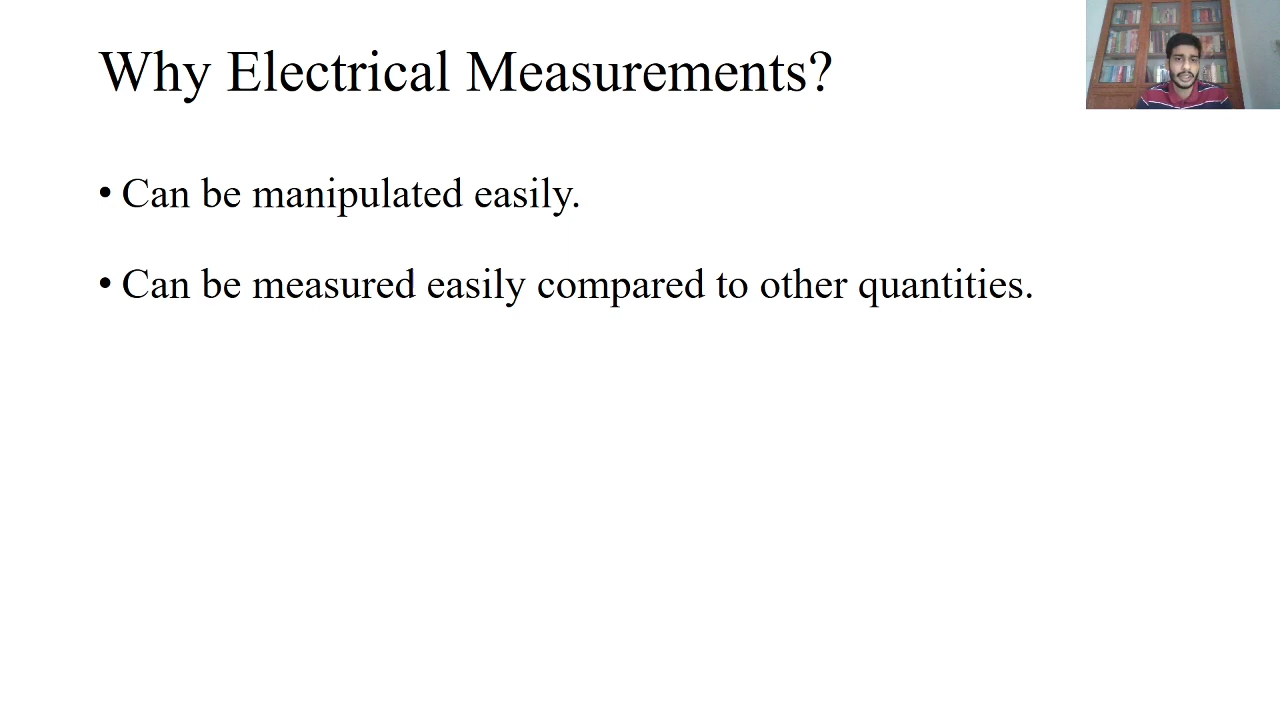 Why Electrical Measurements?
• Can be manipulated easily.
• Can be measured easily compared to other quantities.